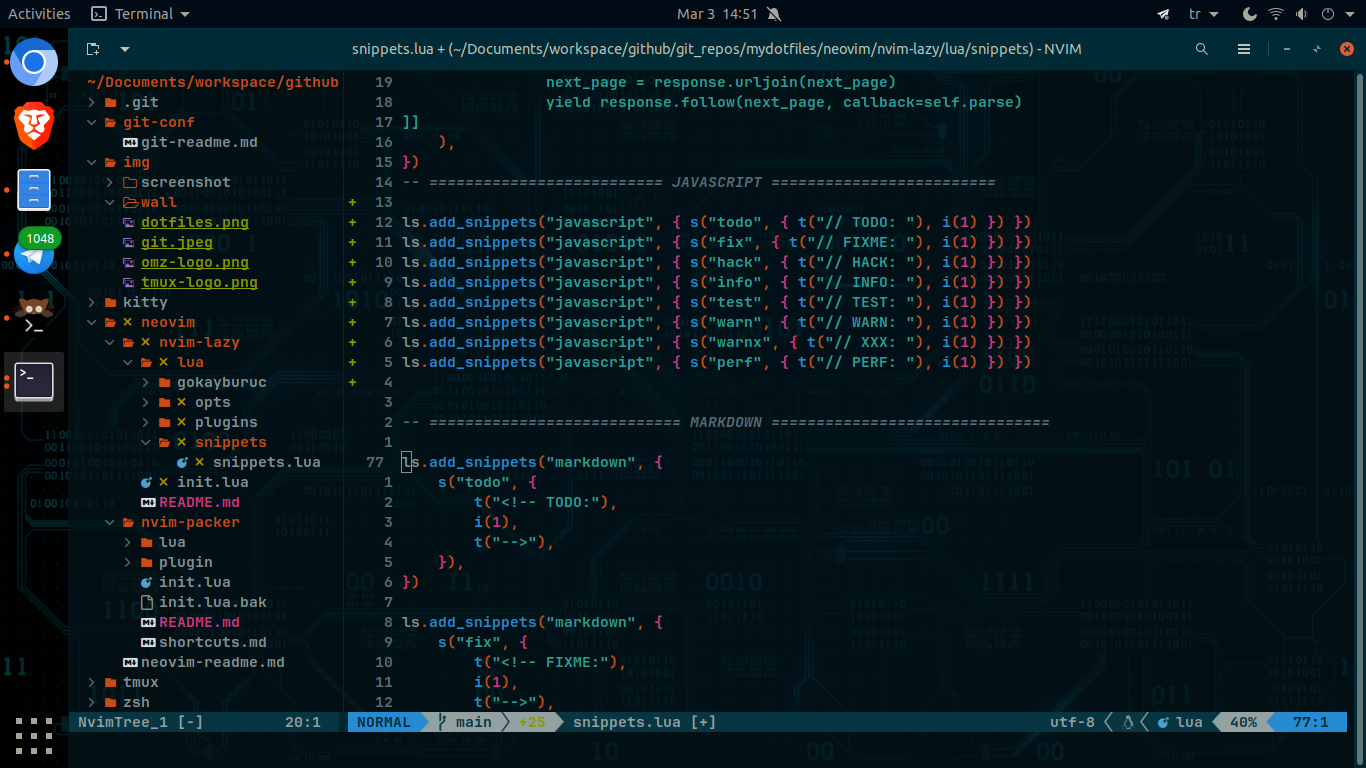 Activities Terminal Mar 3 14:51 tr
snippets.lua + (~/Documents/workspace/github/git_repos/mydotfiles/neovim/nvim-lazy/lua/snippets) - NVIM
1048
~/Documents/workspace/github
.git
git-conf
git-readme.md
img
screenshot
wall
dotfiles.png
git.jpeg
omz-logo.png
tmux-logo.png
kitty
neovim
nvim-lazy
lua
gokayburuc
opts
plugins
snippets
snippets.lua
init.lua
README.md
nvim-packer
lua
plugin
init.lua
init.lua.bak
README.md
shortcuts.md
neovim-readme.md
tmux
zsh
19 next_page = response.urljoin(next_page)
18 yield response.follow(next_page, callback=self.parse)
17 ]]
16 ),
15 })
14 -- ========================== JAVASCRIPT =========================
+ 13
+ 12 ls.add_snippets("javascript", { s("todo", { t("// TODO: "), i(1) }) })
+ 11 ls.add_snippets("javascript", { s("fix", { t("// FIXME: "), i(1) }) })
+ 10 ls.add_snippets("javascript", { s("hack", { t("// HACK: "), i(1) }) })
+ 9 ls.add_snippets("javascript", { s("info", { t("// INFO: "), i(1) }) })
+ 8 ls.add_snippets("javascript", { s("test", { t("// TEST: "), i(1) }) })
+ 7 ls.add_snippets("javascript", { s("warn", { t("// WARN: "), i(1) }) })
+ 6 ls.add_snippets("javascript", { s("warnx", { t("// XXX: "), i(1) }) })
+ 5 ls.add_snippets("javascript", { s("perf", { t("// PERF: "), i(1) }) })
+ 4
3
2 -- ============================ MARKDOWN ===============================
1
77 ls.add_snippets("markdown", {
1 s("todo", {
2 t("<!-- TODO:"),
3 i(1),
4 t("-->"),
5 }),
6 })
7
8 ls.add_snippets("markdown", {
9 s("fix", {
10 t("<!-- FIXME:"),
11 i(1),
12 t("-->"),
NvimTree_1 [-] 20:1 NORMAL main +25 snippets.lua [+] utf-8 lua 40% 77:1